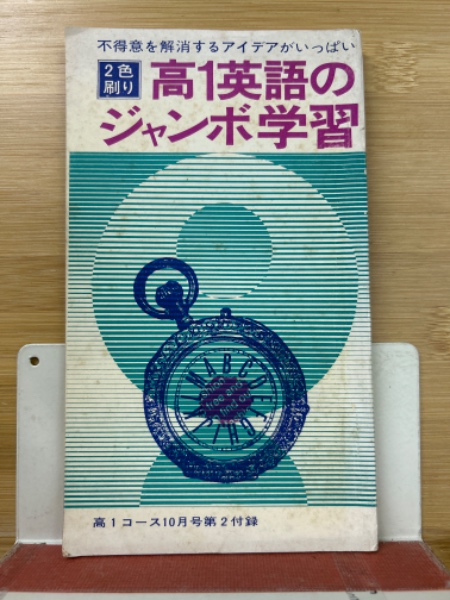 不得意を解消するアイデアがいっぱい
2色
刷り
高1英語の
ジャンボ学習
高1コース10月号第2付録